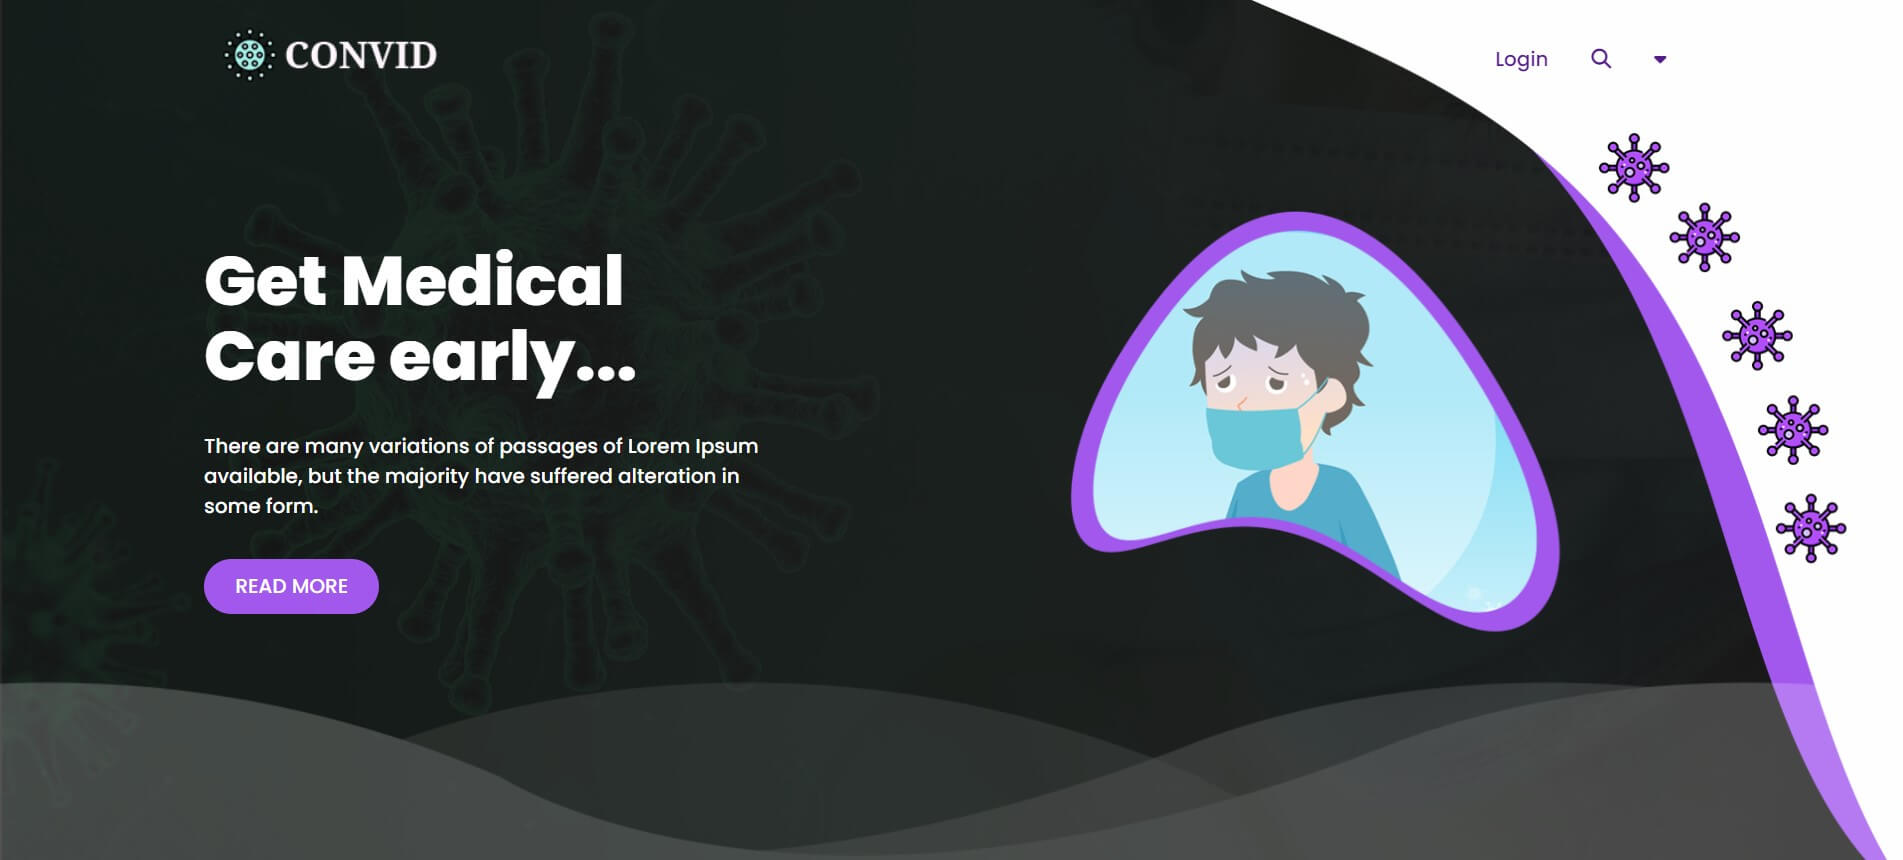 CONVID
Login
Get Medical
Care early...
There are many variations of passages of Lorem Ipsum
available, but the majority have suffered alteration in
some form.
READ MORE